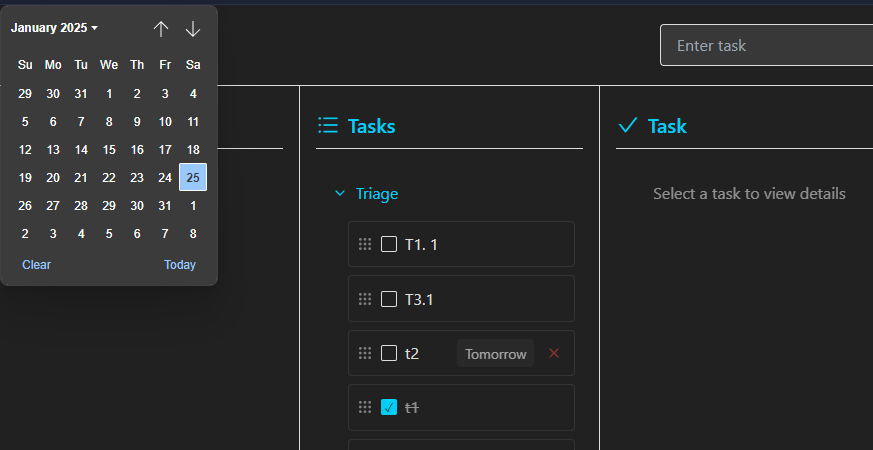 January 2025
Su Mo Tu We Th Fr Sa
29 30 31 1 2 3 4
5 6 7 8 9 10 11
12 13 14 15 16 17 18
19 20 21 22 23 24 25
26 27 28 29 30 31 1
2 3 4 5 6 7 8
Clear Today
Enter task
Tasks
Triage
T1. 1
T3.1
t2 Tomorrow
t1
Task
Select a task to view details